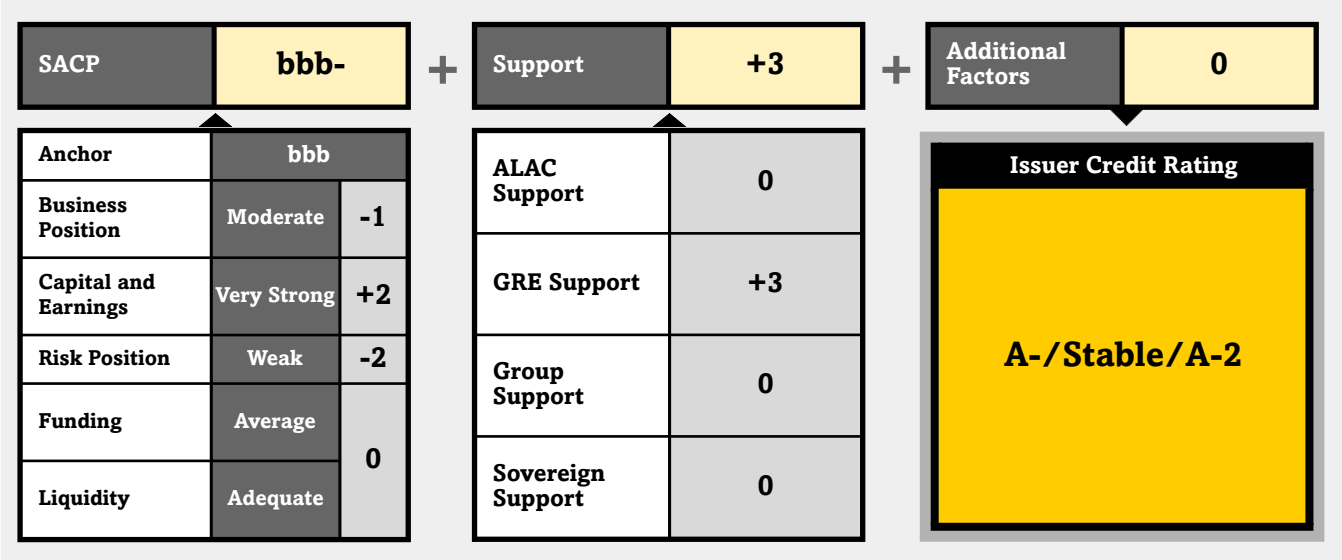 SACP
bbb-
+
Support
+3
+
Additional
Factors
0
Anchor
bbb
Business
Position
Moderate
-1
Capital and
Earnings
Very Strong
+2
Risk Position
Weak
-2
Funding
Average
0
Liquidity
Adequate
ALAC
Support
0
GRE Support
+3
Group
Support
0
Sovereign
Support
0
Issuer Credit Rating
A-/Stable/A-2